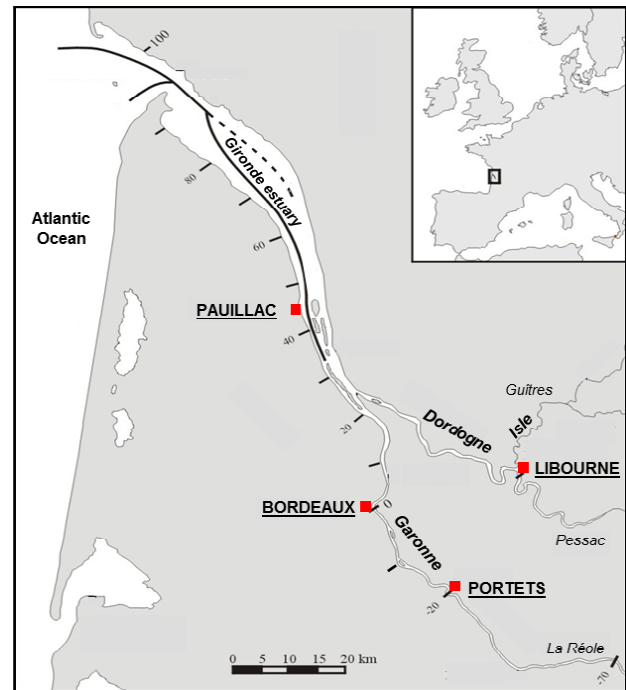 100
Gironde estuary
80
Atlantic
Ocean
60
PAUILLAC
40
Guîtres
20
Dordogne
Isle
LIBOURNE
BORDEAUX
0
Garonne
Pessac
PORTETS
-20
La Réole
-70
0 5 10 15 20 km